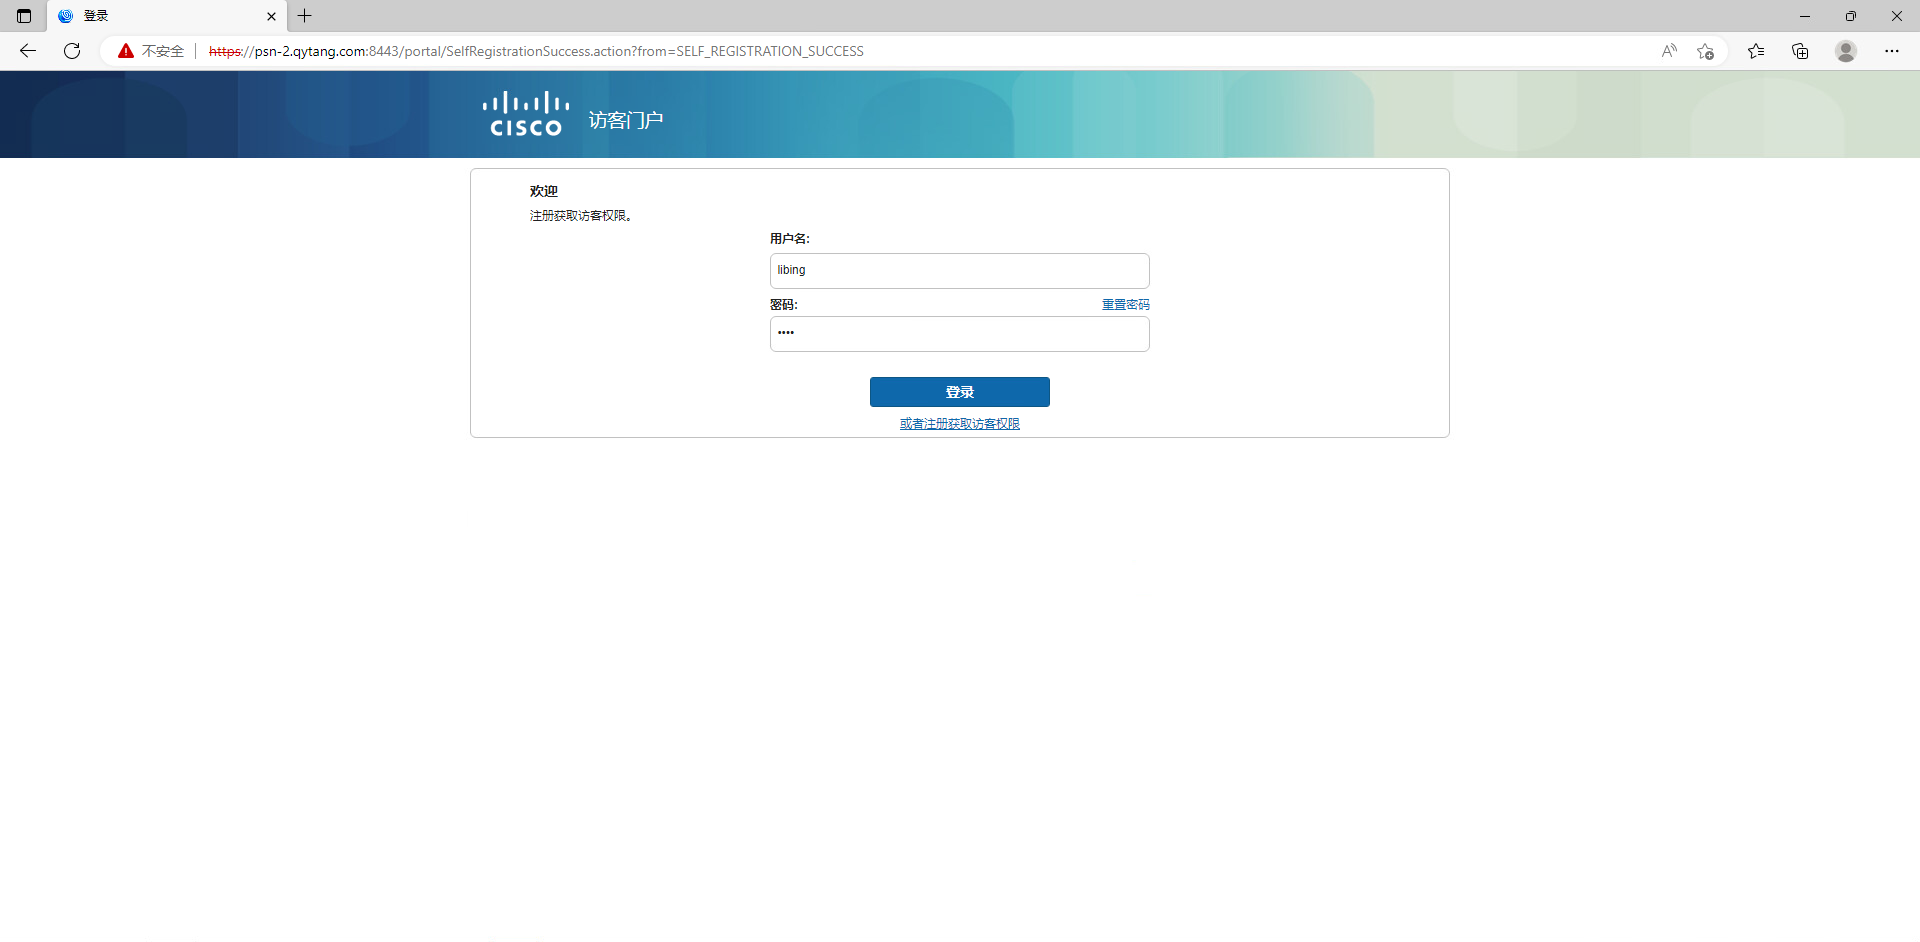 登录
不安全 https://psn-2.qytang.com:8443/portal/SelfRegistrationSuccess.action?from=SELF_REGISTRATION_SUCCESS
CISCO 访客门户
欢迎
注册获取访客权限。
用户名:
libing
密码: 重置密码
••••
登录
或者注册获取访客权限